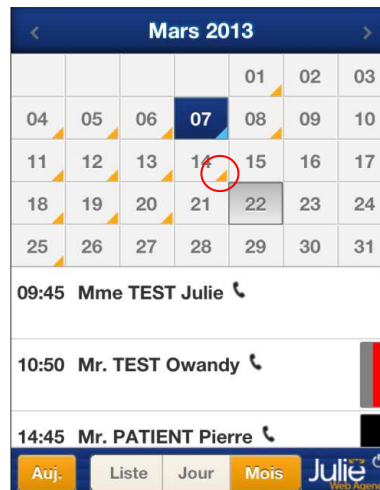 < Mars 2013 >
01 02 03
04 05 06 07 08 09 10
11 12 13 14 15 16 17
18 19 20 21 22 23 24
25 26 27 28 29 30 31
09:45 Mme TEST Julie
10:50 Mr. TEST Owandy
14:45 Mr. PATIENT Pierre
Auj. Liste Jour Mois Julie
Web Agenda